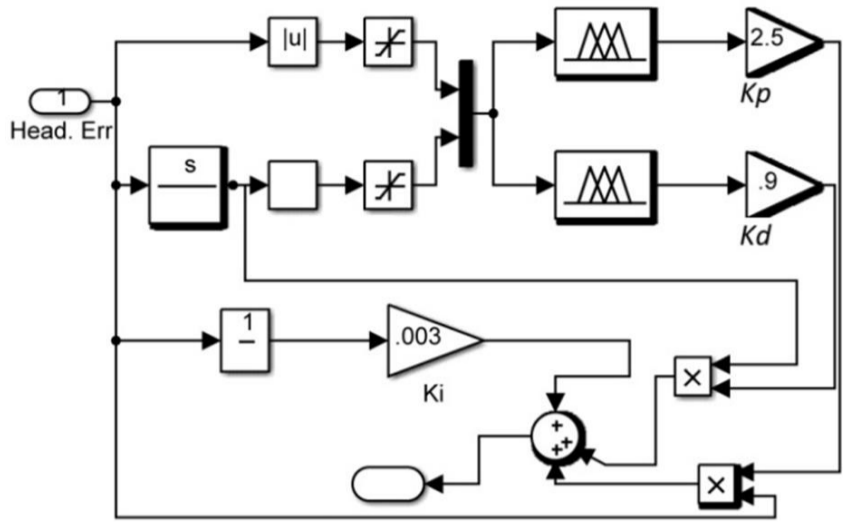 |u|
2.5
Kp
1
Head. Err
s
.9
Kd
1
.003
Ki
×
+
+
+
×